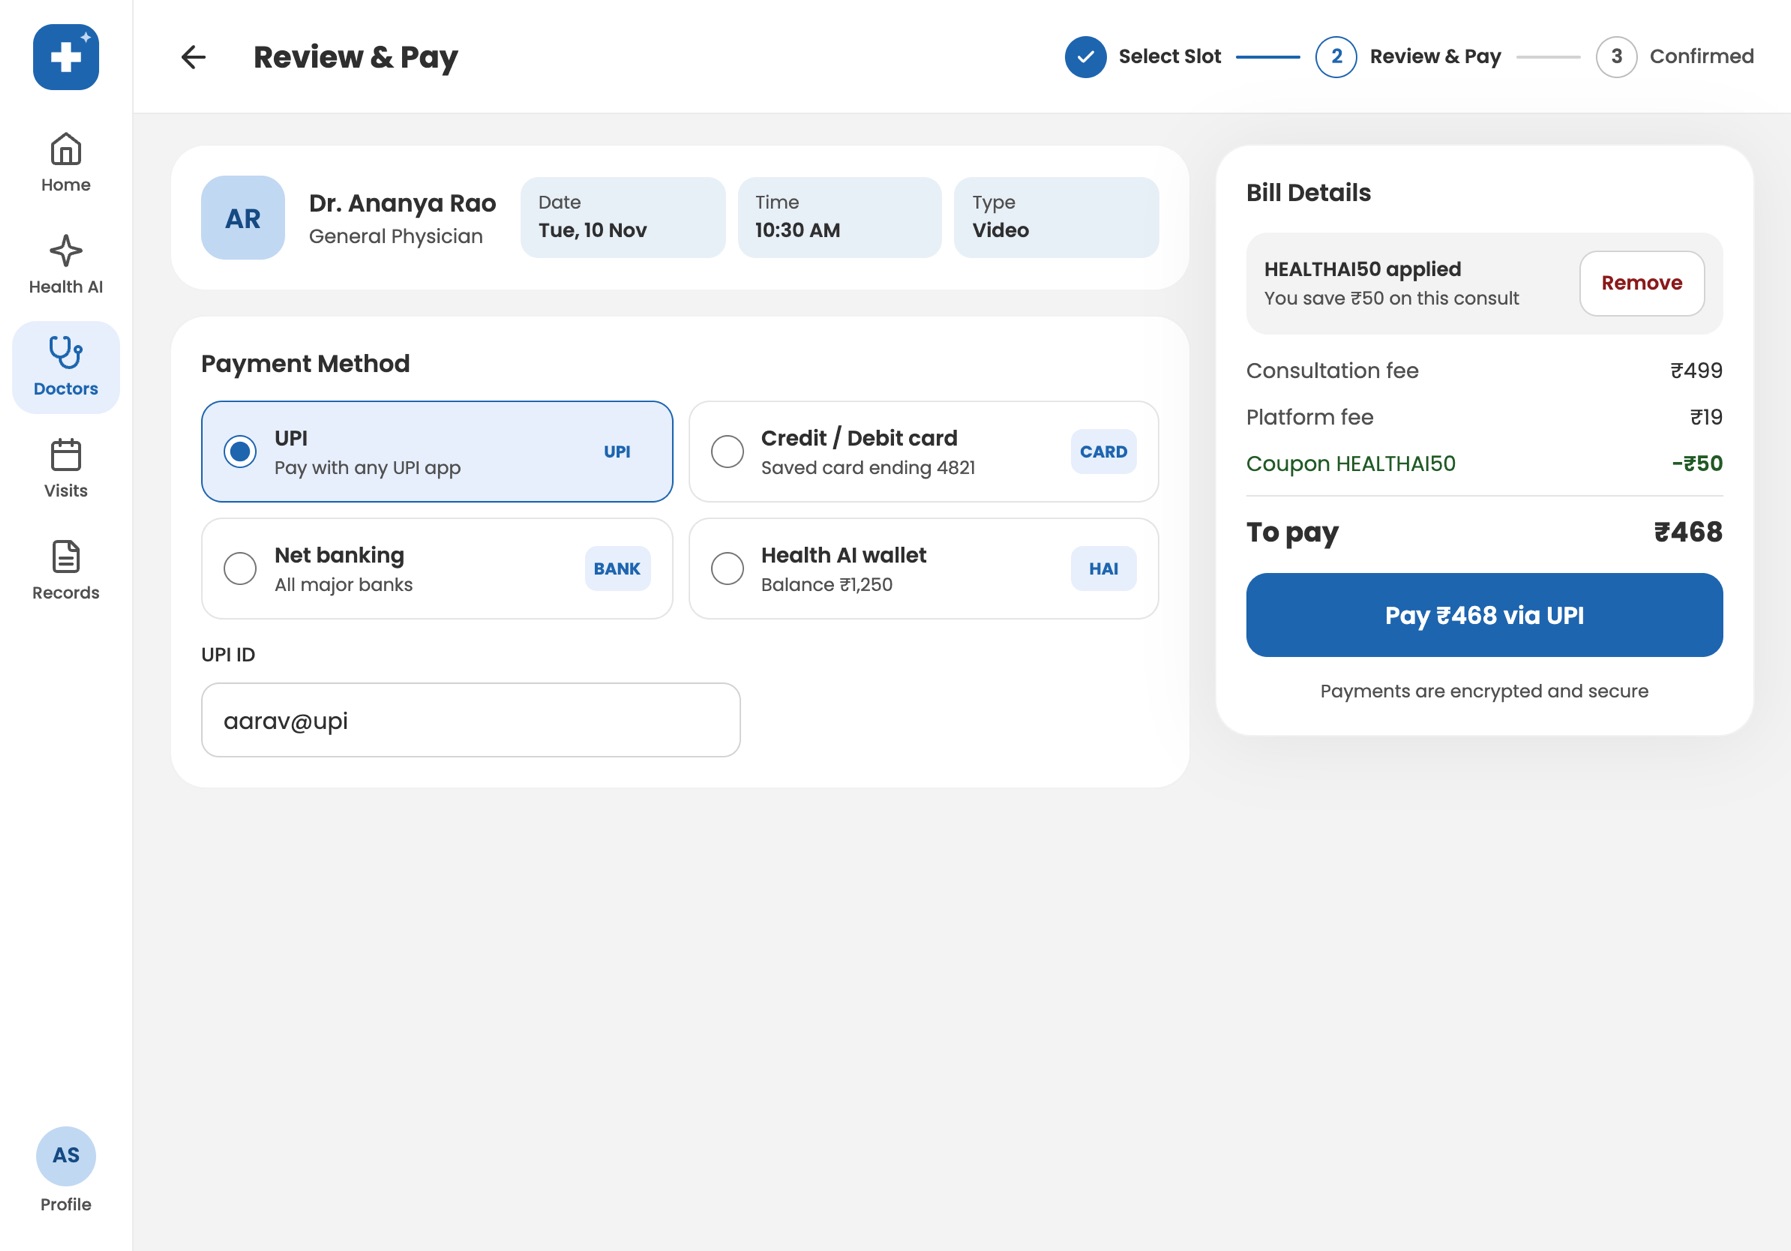 Home
Health AI
Doctors
Visits
Records
AS
Profile
Review & Pay
Select Slot
2
Review & Pay
3
Confirmed
AR
Dr. Ananya Rao
General Physician
Date
Tue, 10 Nov
Time
10:30 AM
Type
Video
Payment Method
UPI
Pay with any UPI app
UPI
Credit / Debit card
Saved card ending 4821
CARD
Net banking
All major banks
BANK
Health AI wallet
Balance ₹1,250
HAI
UPI ID
aarav@upi
Bill Details
HEALTHAI50 applied
You save ₹50 on this consult
Remove
Consultation fee ₹499
Platform fee ₹19
Coupon HEALTHAI50 -₹50
To pay ₹468
Pay ₹468 via UPI
Payments are encrypted and secure